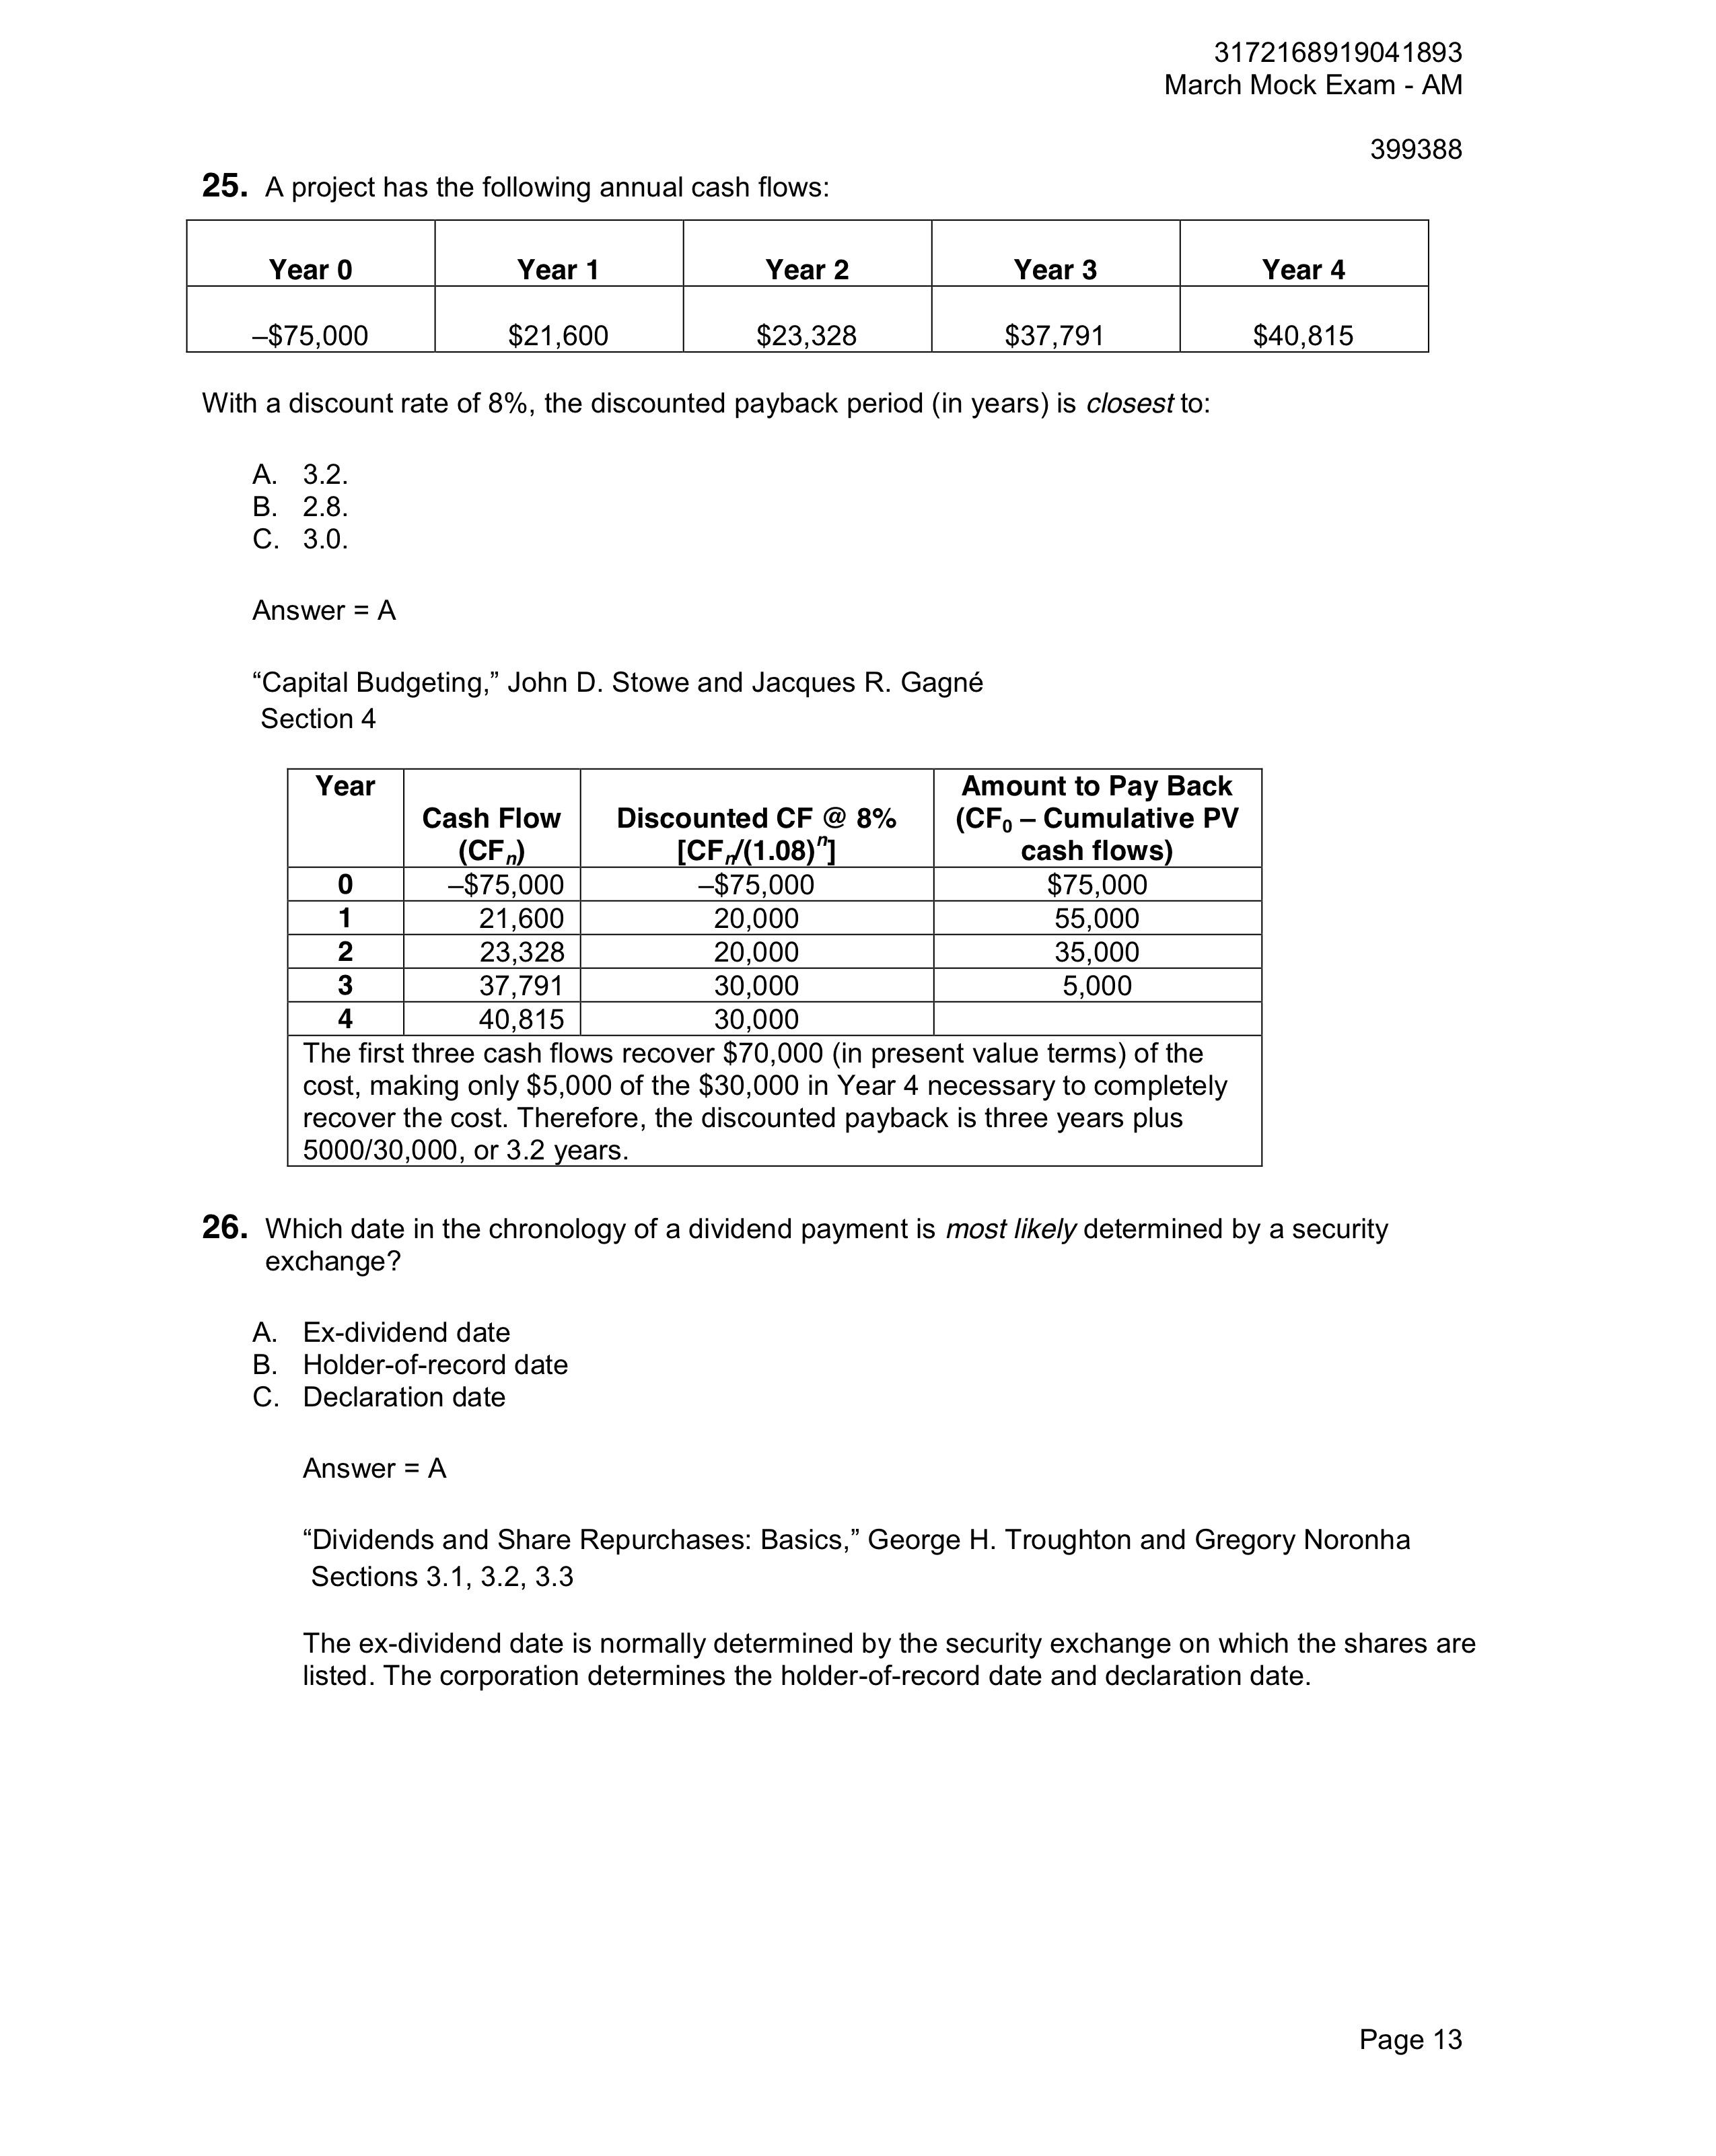 3172168919041893
March Mock Exam - AM
399388
25. A project has the following annual cash flows:
Year 0 Year 1 Year 2 Year 3 Year 4
–$75,000 $21,600 $23,328 $37,791 $40,815
With a discount rate of 8%, the discounted payback period (in years) is closest to:
A. 3.2.
B. 2.8.
C. 3.0.
Answer = A
“Capital Budgeting,” John D. Stowe and Jacques R. Gagné
Section 4
Year Amount to Pay Back
Cash Flow Discounted CF @ 8% (CF0 – Cumulative PV
(CFn) [CFn/(1.08)^n] cash flows)
0 –$75,000 –$75,000 $75,000
1 21,600 20,000 55,000
2 23,328 20,000 35,000
3 37,791 30,000 5,000
4 40,815 30,000
The first three cash flows recover $70,000 (in present value terms) of the
cost, making only $5,000 of the $30,000 in Year 4 necessary to completely
recover the cost. Therefore, the discounted payback is three years plus
5000/30,000, or 3.2 years.
26. Which date in the chronology of a dividend payment is most likely determined by a security
exchange?
A. Ex-dividend date
B. Holder-of-record date
C. Declaration date
Answer = A
“Dividends and Share Repurchases: Basics,” George H. Troughton and Gregory Noronha
Sections 3.1, 3.2, 3.3
The ex-dividend date is normally determined by the security exchange on which the shares are
listed. The corporation determines the holder-of-record date and declaration date.
Page 13